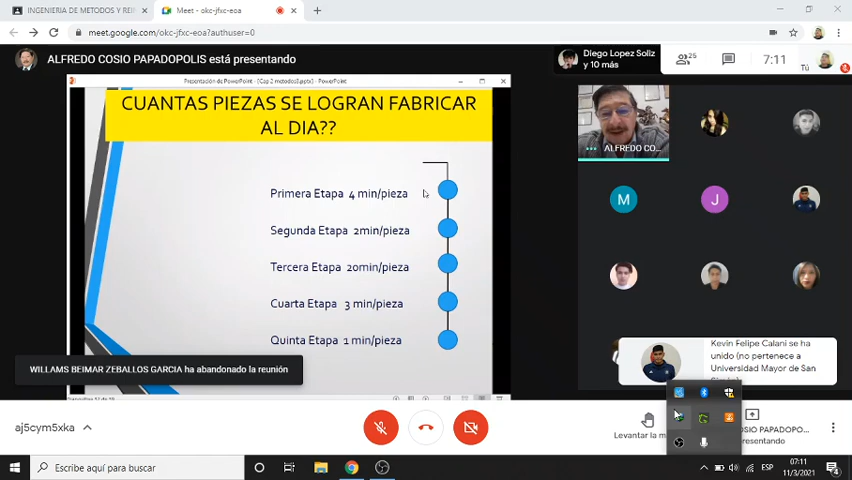 INGENIERIA DE METODOS Y REIN
Meet - okc-jfxc-eoa
meet.google.com/okc-jfxc-eoa?authuser=0
ALFREDO COSIO PAPADOPOLIS está presentando
Diego Lopez Soliz
y 10 más
25
7:11
Tú
Presentación de PowerPoint - [Cap 2 metodos8.pptx] - PowerPoint
CUANTAS PIEZAS SE LOGRAN FABRICAR
AL DIA??
Primera Etapa 4 min/pieza
Segunda Etapa 2min/pieza
Tercera Etapa 20min/pieza
Cuarta Etapa 3 min/pieza
Quinta Etapa 1 min/pieza
ALFREDO CO...
M
J
Kevin Felipe Calani se ha
unido (no pertenece a
Universidad Mayor de San
WILLAMS BEIMAR ZEBALLOS GARCIA ha abandonado la reunión
aj5cym5xka
Levantar la m
COSIO PAPADOPO...
resentando
Escribe aquí para buscar
ESP
07:11
11/3/2021
4